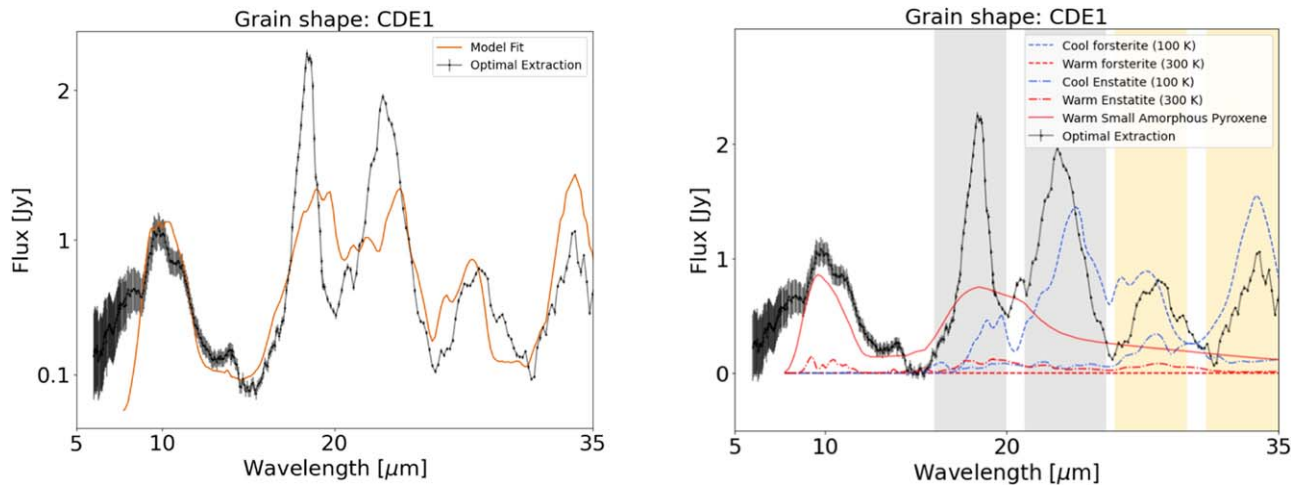 Grain shape: CDE1
Model Fit
Optimal Extraction
2
1
0.1
Flux [Jy]
5
10
20
35
Wavelength [μm]
Grain shape: CDE1
Cool forsterite (100 K)
Warm forsterite (300 K)
Cool Enstatite (100 K)
Warm Enstatite (300 K)
Warm Small Amorphous Pyroxene
Optimal Extraction
2
1
0
Flux [Jy]
5
10
20
35
Wavelength [μm]